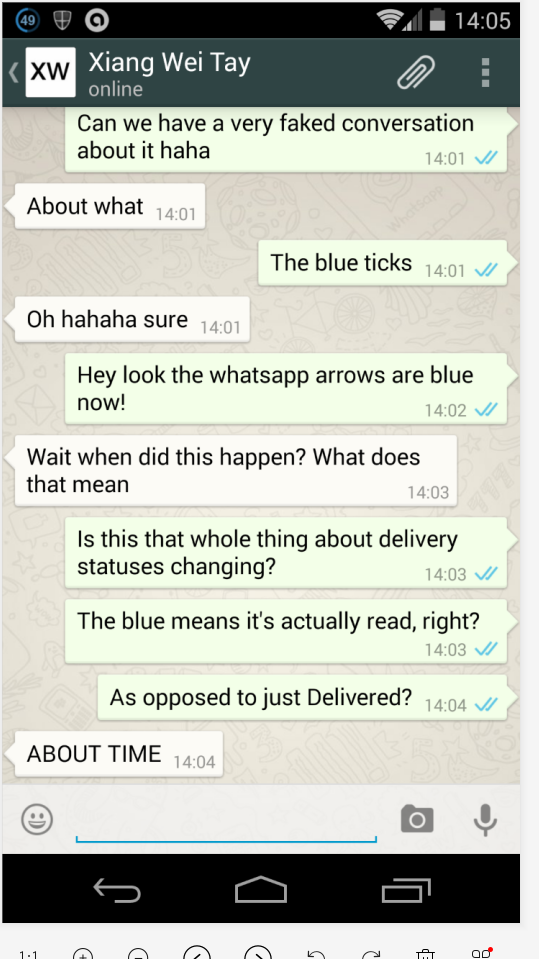 49
14:05
XW
Xiang Wei Tay
online
Can we have a very faked conversation
about it haha
14:01
About what 14:01
The blue ticks 14:01
Oh hahaha sure 14:01
Hey look the whatsapp arrows are blue
now!
14:02
Wait when did this happen? What does
that mean
14:03
Is this that whole thing about delivery
statuses changing?
14:03
The blue means it's actually read, right?
14:03
As opposed to just Delivered? 14:04
ABOUT TIME 14:04
1:1